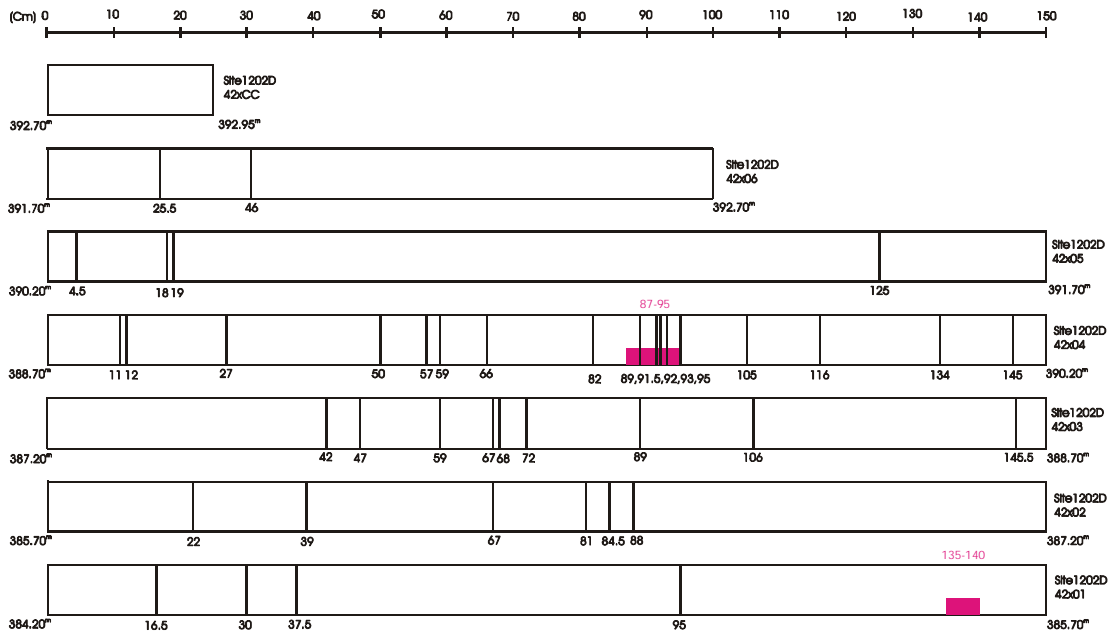 (Cm) 0 10 20 30 40 50 60 70 80 90 100 110 120 130 140 150
Site1202D
42xCC
392.70m 392.95m
Site1202D
42x06
391.70m 25.5 46 392.70m
Site1202D
42x05
390.20m 4.5 18 19 125 391.70m
87-95
Site1202D
42x04
388.70m 11 12 27 50 57 59 66 82 89,91.5,92,93,95 105 116 134 145 390.20m
Site1202D
42x03
387.20m 42 47 59 67 68 72 89 106 145.5 388.70m
Site1202D
42x02
385.70m 22 39 67 81 84.5 88 387.20m
135-140
Site1202D
42x01
384.20m 16.5 30 37.5 95 385.70m